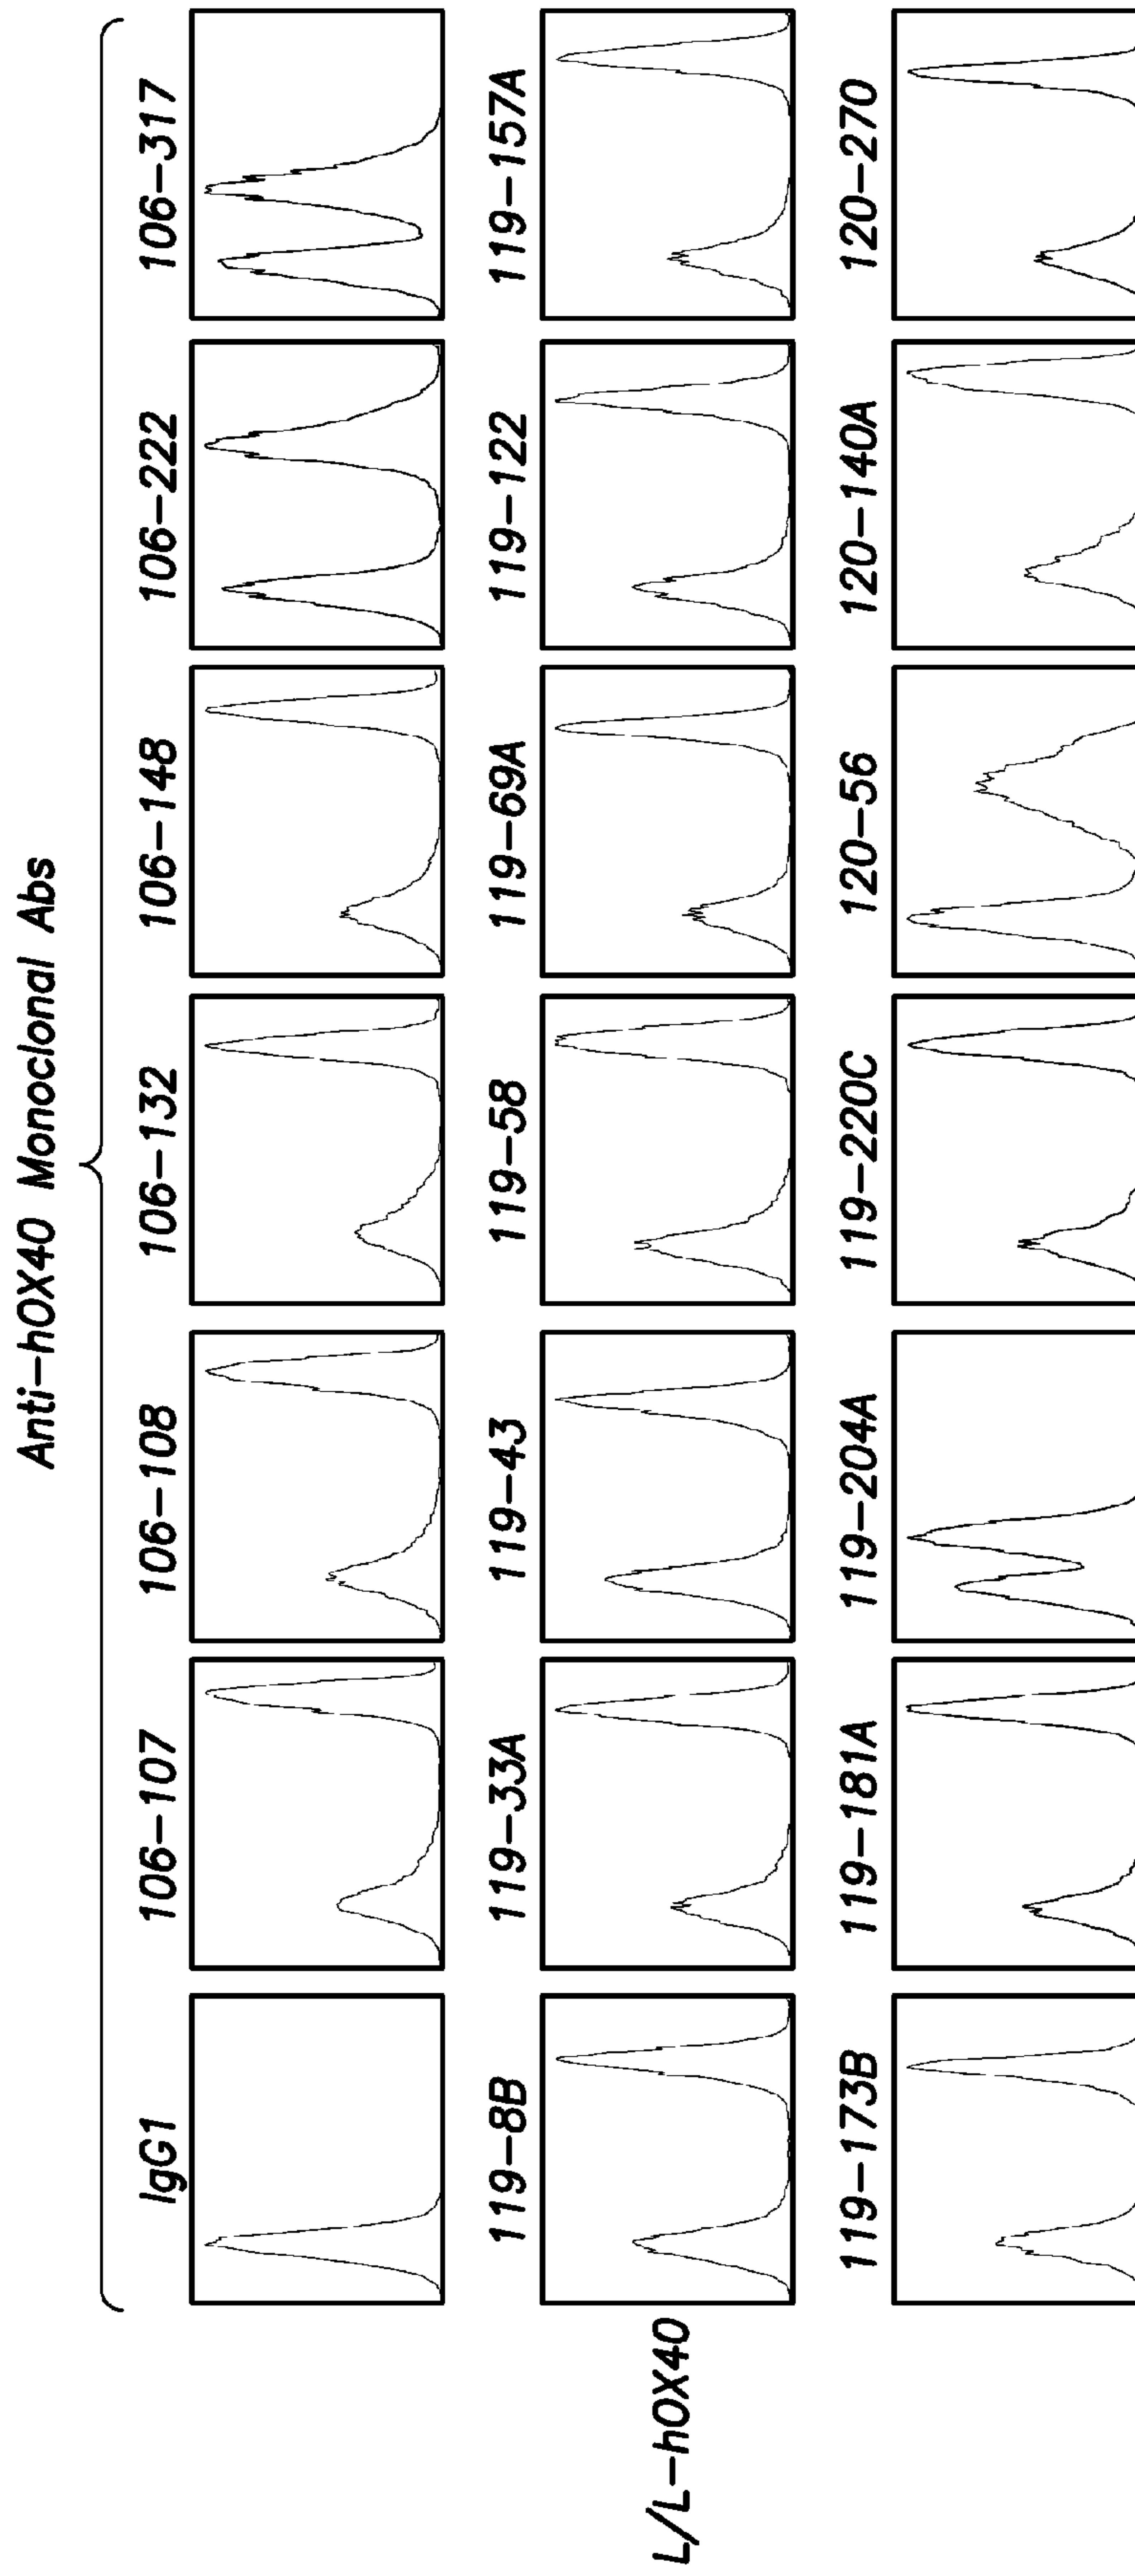 Anti-hOX40 Monoclonal Abs
IgG1 106-107 106-108 106-132 106-148 106-222 106-317
119-8B 119-33A 119-43 119-58 119-69A 119-122 119-157A
L/L-hOX40
119-173B 119-181A 119-204A 119-220C 120-56 120-140A 120-270